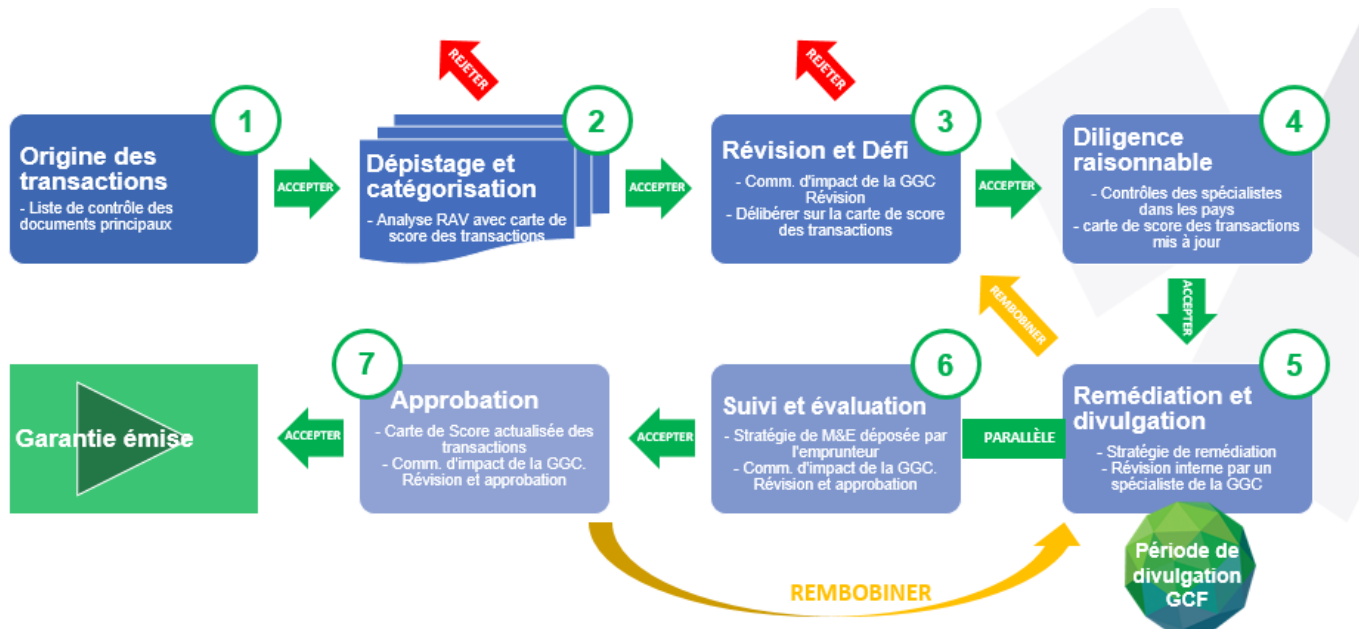 REJETER
REJETER
1
Origine des
transactions
- Liste de contrôle des
documents principaux
ACCEPTER
2
Dépistage et
catégorisation
- Analyse RAV avec carte de
score des transactions
ACCEPTER
3
Révision et Défi
- Comm. d'impact de la GGC
Révision
- Délibérer sur la carte de score
des transactions
ACCEPTER
4
Diligence
raisonnable
- Contrôles des spécialistes
dans les pays
- carte de score des transactions
mis à jour
ACCEPTER
REMBOBINER
5
Remédiation et
divulgation
- Stratégie de remédiation
- Révision interne par un
spécialiste de la GGC
Période de
divulgation
GCF
PARALLÈLE
6
Suivi et évaluation
- Stratégie de M&E déposée par
l'emprunteur
- Comm. d'impact de la GGC.
Révision et approbation
ACCEPTER
7
Approbation
- Carte de Score actualisée des
transactions
- Comm. d'impact de la GGC.
Révision et approbation
ACCEPTER
Garantie émise
REMBOBINER